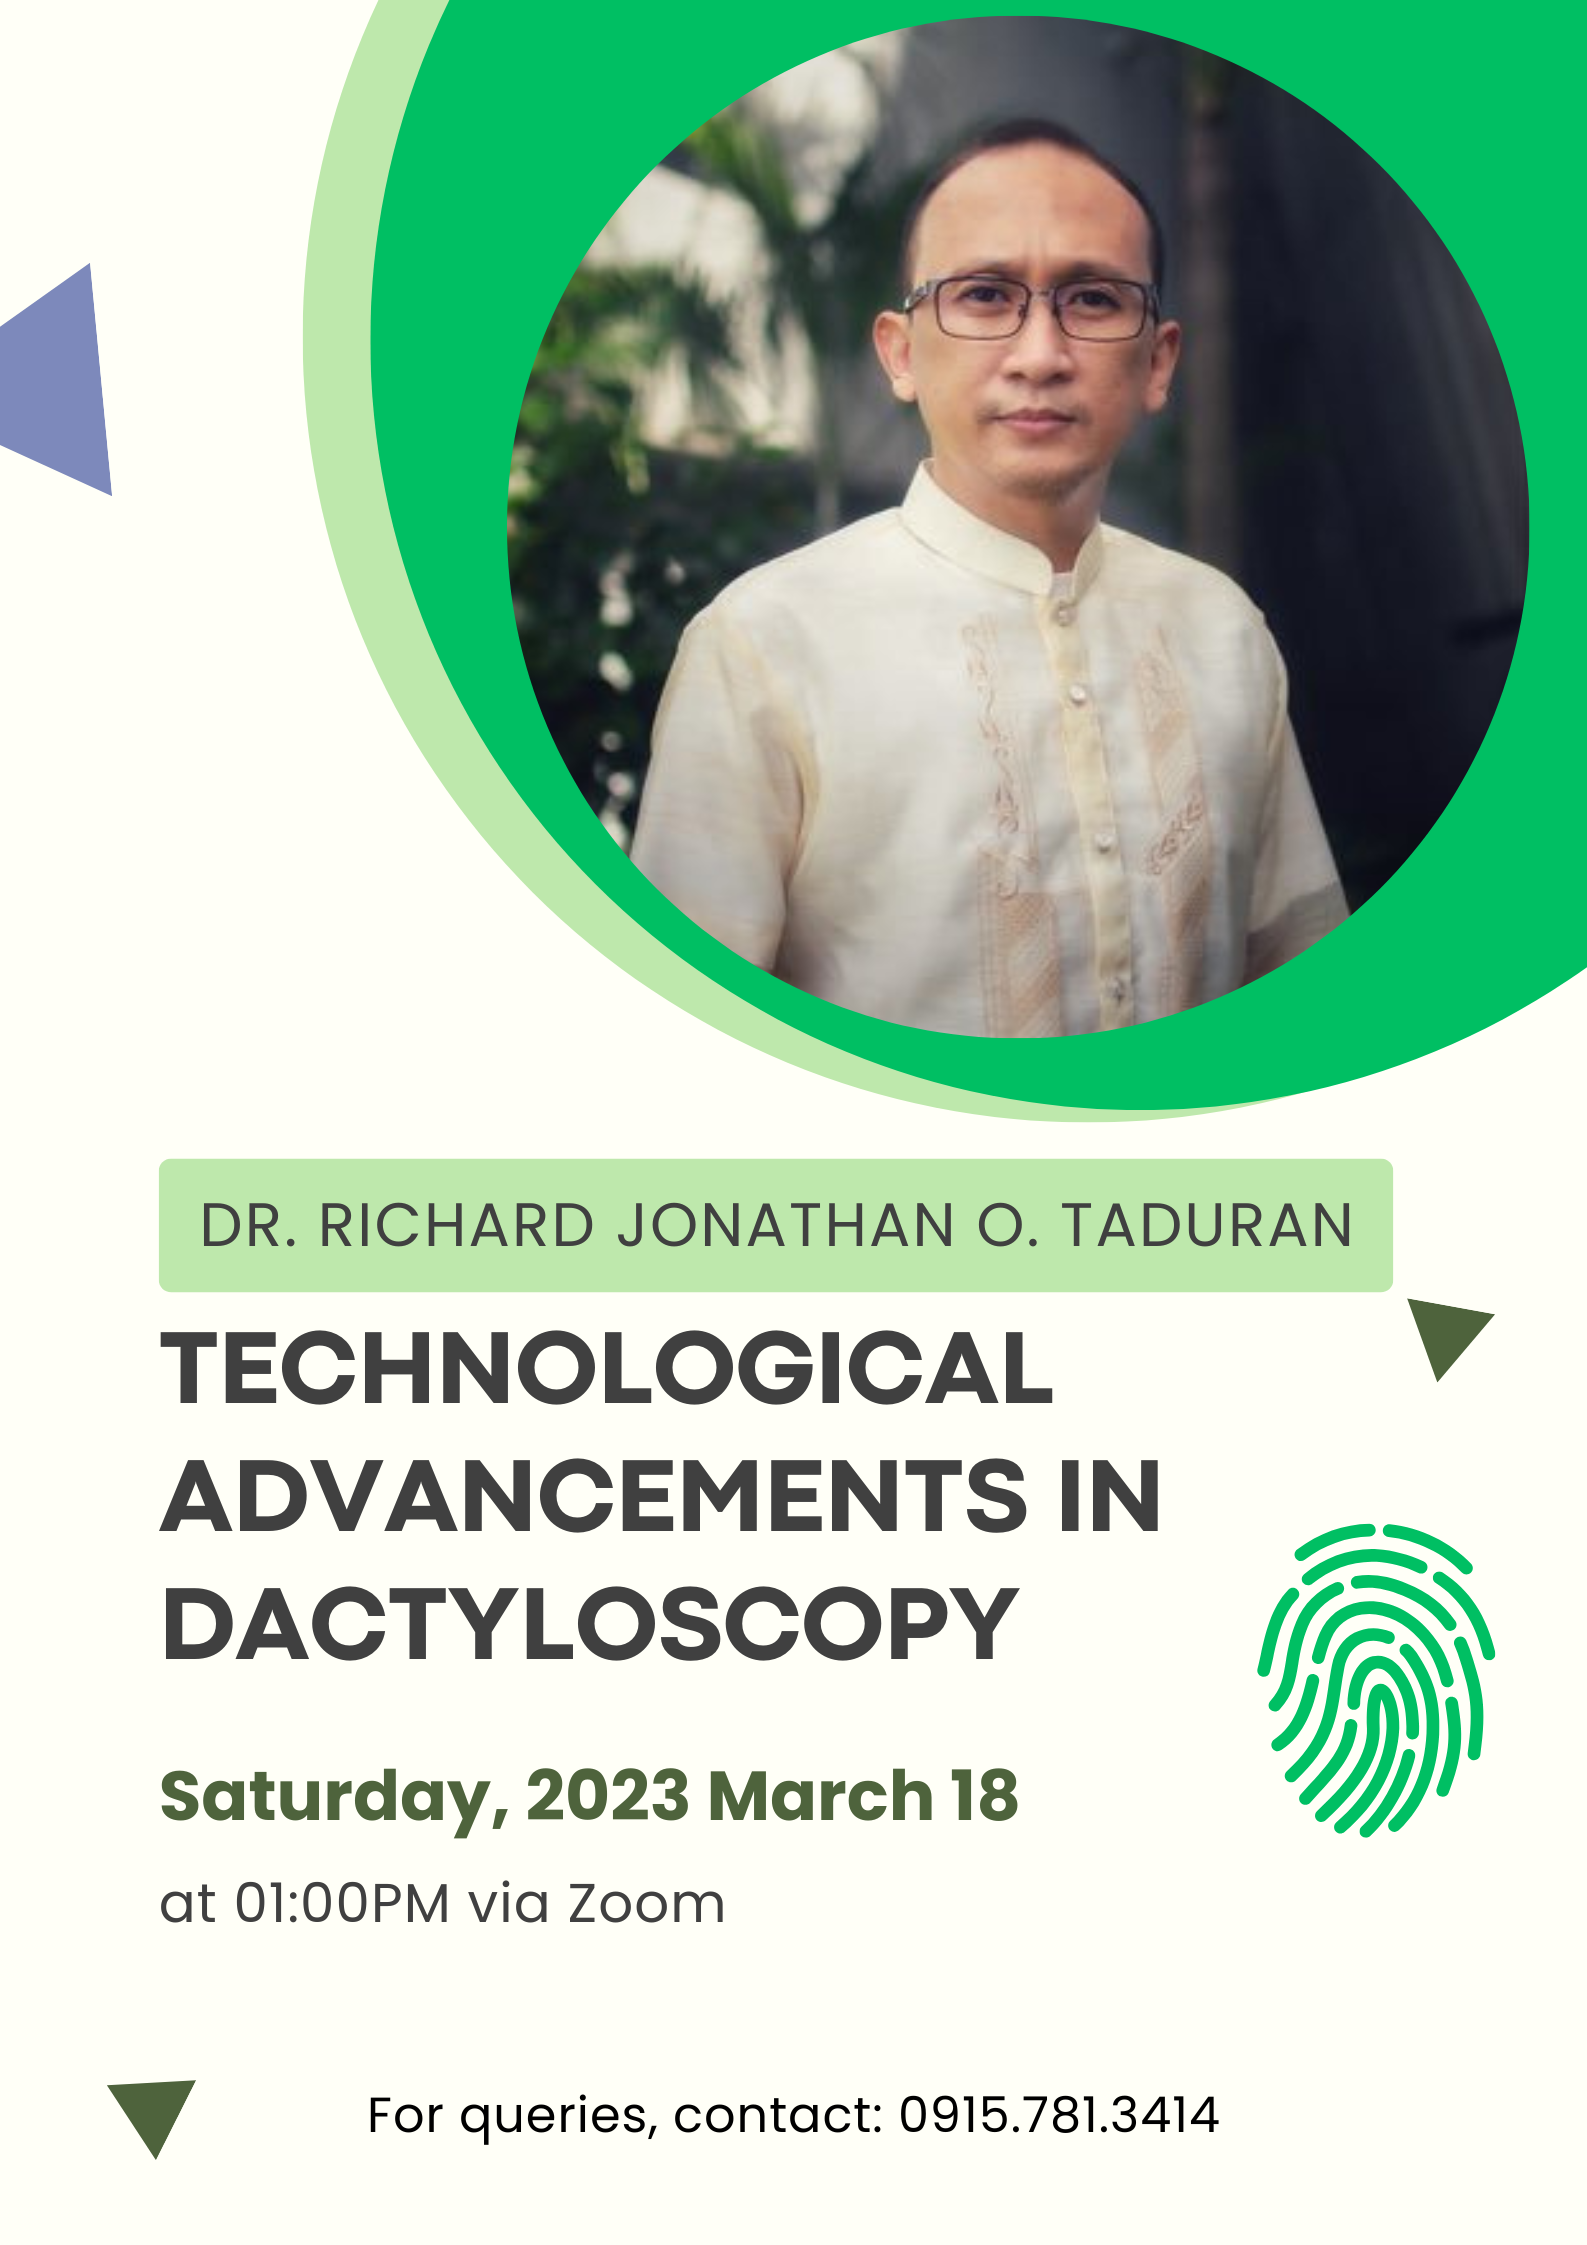 DR. RICHARD JONATHAN O. TADURAN
TECHNOLOGICAL
ADVANCEMENTS IN
DACTYLOSCOPY
Saturday, 2023 March 18
at 01:00PM via Zoom
For queries, contact: 0915.781.3414